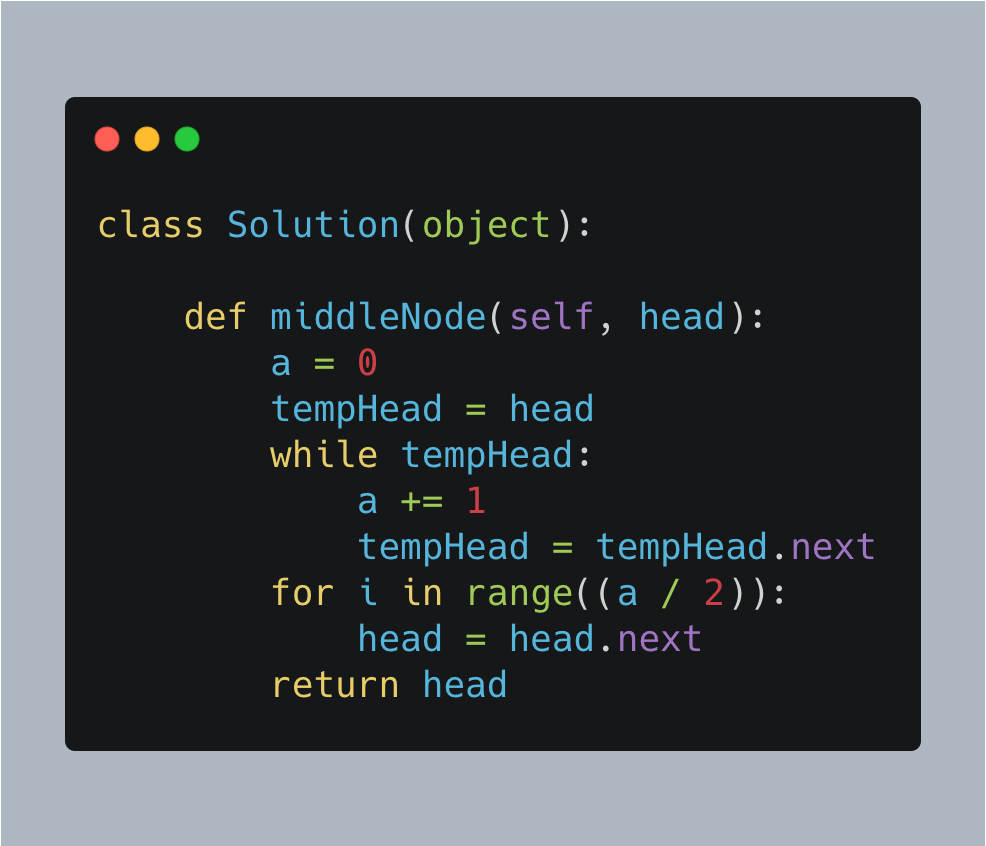 class Solution(object):
    def middleNode(self, head):
        a = 0
        tempHead = head
        while tempHead:
            a += 1
            tempHead = tempHead.next
        for i in range((a / 2)):
            head = head.next
        return head